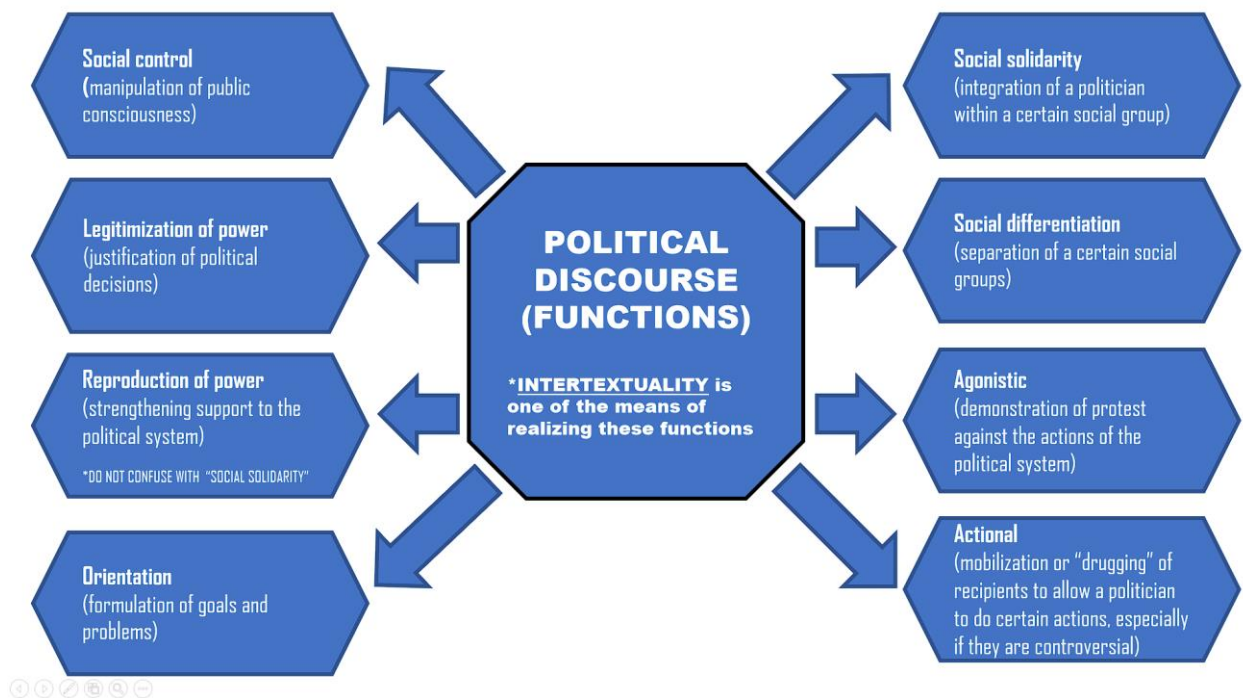 Social control
(manipulation of public
consciousness)
Legitimization of power
(justification of political
decisions)
Reproduction of power
(strengthening support to the
political system)
*DO NOT CONFUSE WITH "SOCIAL SOLIDARITY"
Orientation
(formulation of goals and
problems)
POLITICAL
DISCOURSE
(FUNCTIONS)
*INTERTEXTUALITY is
one of the means of
realizing these functions
Social solidarity
(integration of a politician
within a certain social group)
Social differentiation
(separation of a certain social
groups)
Agonistic
(demonstration of protest
against the actions of the
political system)
Actional
(mobilization or “drugging” of
recipients to allow a politician
to do certain actions, especially
if they are controversial)